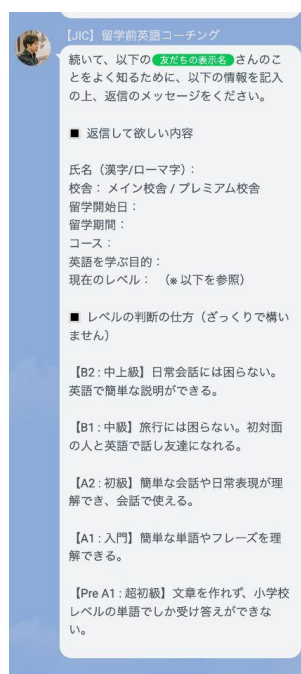 【JIC】留学前英語コーチング
続いて、以下の 友だちの表示名 さんのこ
とをよく知るために、以下の情報を記入
の上、返信のメッセージをください。
■ 返信して欲しい内容
氏名（漢字/ローマ字）：
校舎： メイン校舎 / プレミアム校舎
留学開始日：
留学期間：
コース：
英語を学ぶ目的：
現在のレベル： （※ 以下を参照）
■ レベルの判断の仕方（ざっくりで構い
ません）
【B2 : 中上級】日常会話には困らない。
英語で簡単な説明ができる。
【B1 : 中級】旅行には困らない。初対面
の人と英語で話し友達になれる。
【A2 : 初級】簡単な会話や日常表現が理
解でき、会話で使える。
【A1 : 入門】簡単な単語やフレーズを理
解できる。
【Pre A1 : 超初級】文章を作れず、小学校
レベルの単語でしか受け答えができな
い。